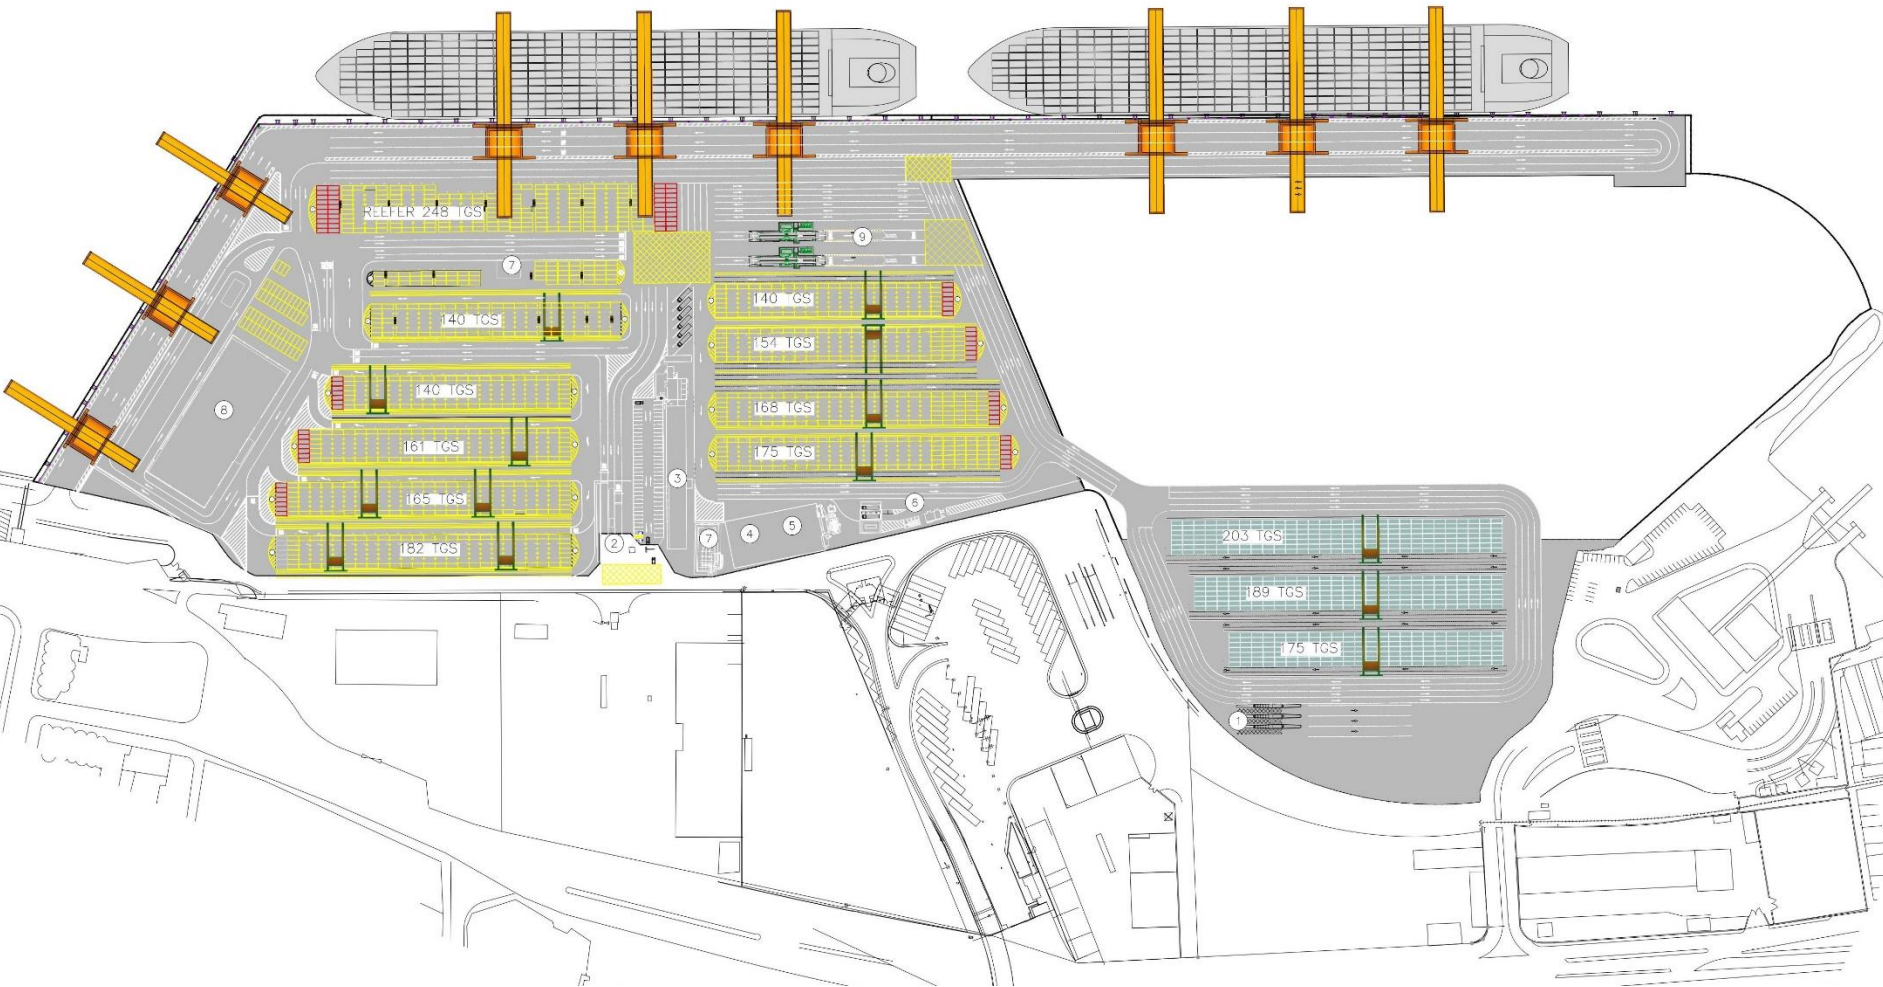 REEFER 248 TGS
9
7
140 TGS
140 TGS
154 TGS
140 TGS
168 TGS
8
161 TGS
175 TGS
3
165 TGS
6
5
4
7
2
182 TGS
203 TGS
189 TGS
175 TGS
1